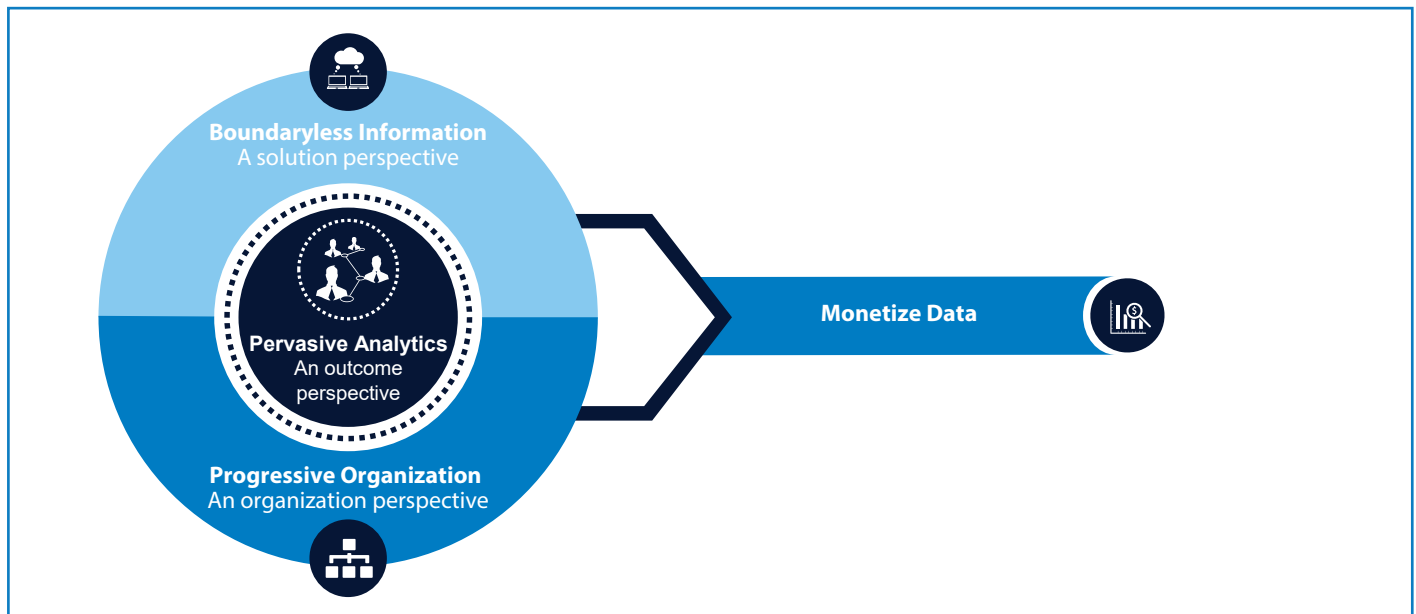 Boundaryless Information
A solution perspective
Pervasive Analytics
An outcome
perspective
Progressive Organization
An organization perspective
Monetize Data
$